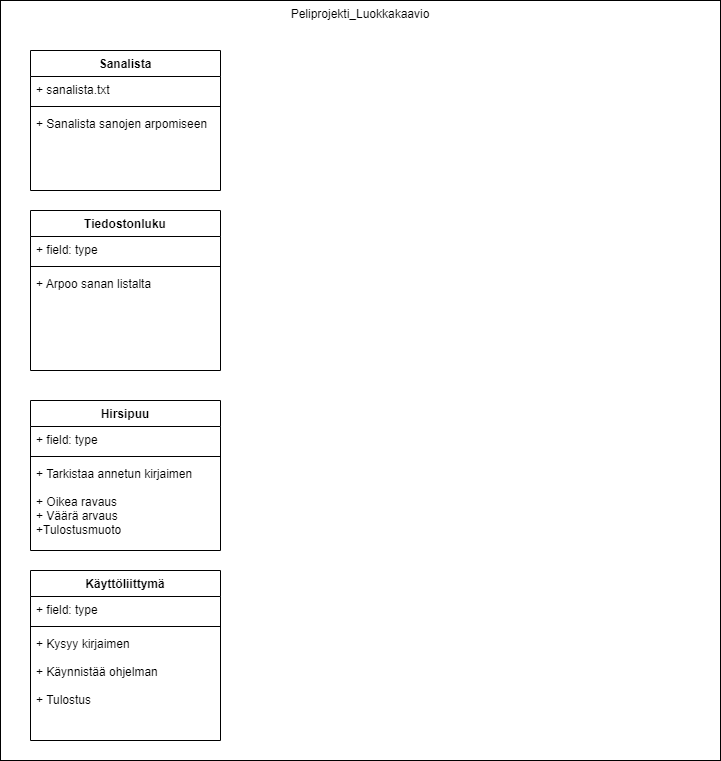 Peliprojekti_Luokkakaavio
Sanalista
+ sanalista.txt
+ Sanalista sanojen arpomiseen
Tiedostonluku
+ field: type
+ Arpoo sanan listalta
Hirsipuu
+ field: type
+ Tarkistaa annetun kirjaimen
+ Oikea ravaus
+ Väärä arvaus
+Tulostusmuoto
Käyttöliittymä
+ field: type
+ Kysyy kirjaimen
+ Käynnistää ohjelman
+ Tulostus